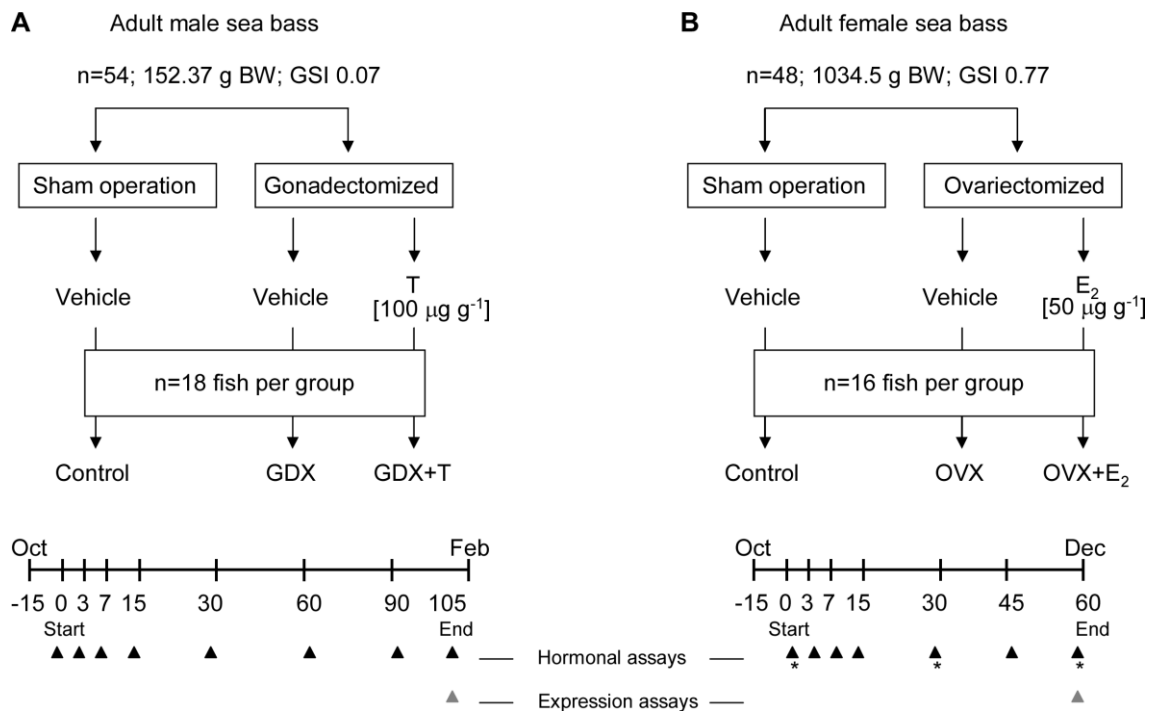 A Adult male sea bass
n=54; 152.37 g BW; GSI 0.07
Sham operation Gonadectomized
Vehicle Vehicle T
[100 μg g⁻¹]
n=18 fish per group
Control GDX GDX+T
Oct Feb
-15 0 3 7 15 30 60 90 105
Start End
B Adult female sea bass
n=48; 1034.5 g BW; GSI 0.77
Sham operation Ovariectomized
Vehicle Vehicle E₂
[50 μg g⁻¹]
n=16 fish per group
Control OVX OVX+E₂
Oct Dec
-15 0 3 7 15 30 45 60
Start End
Hormonal assays
* * *
Expression assays